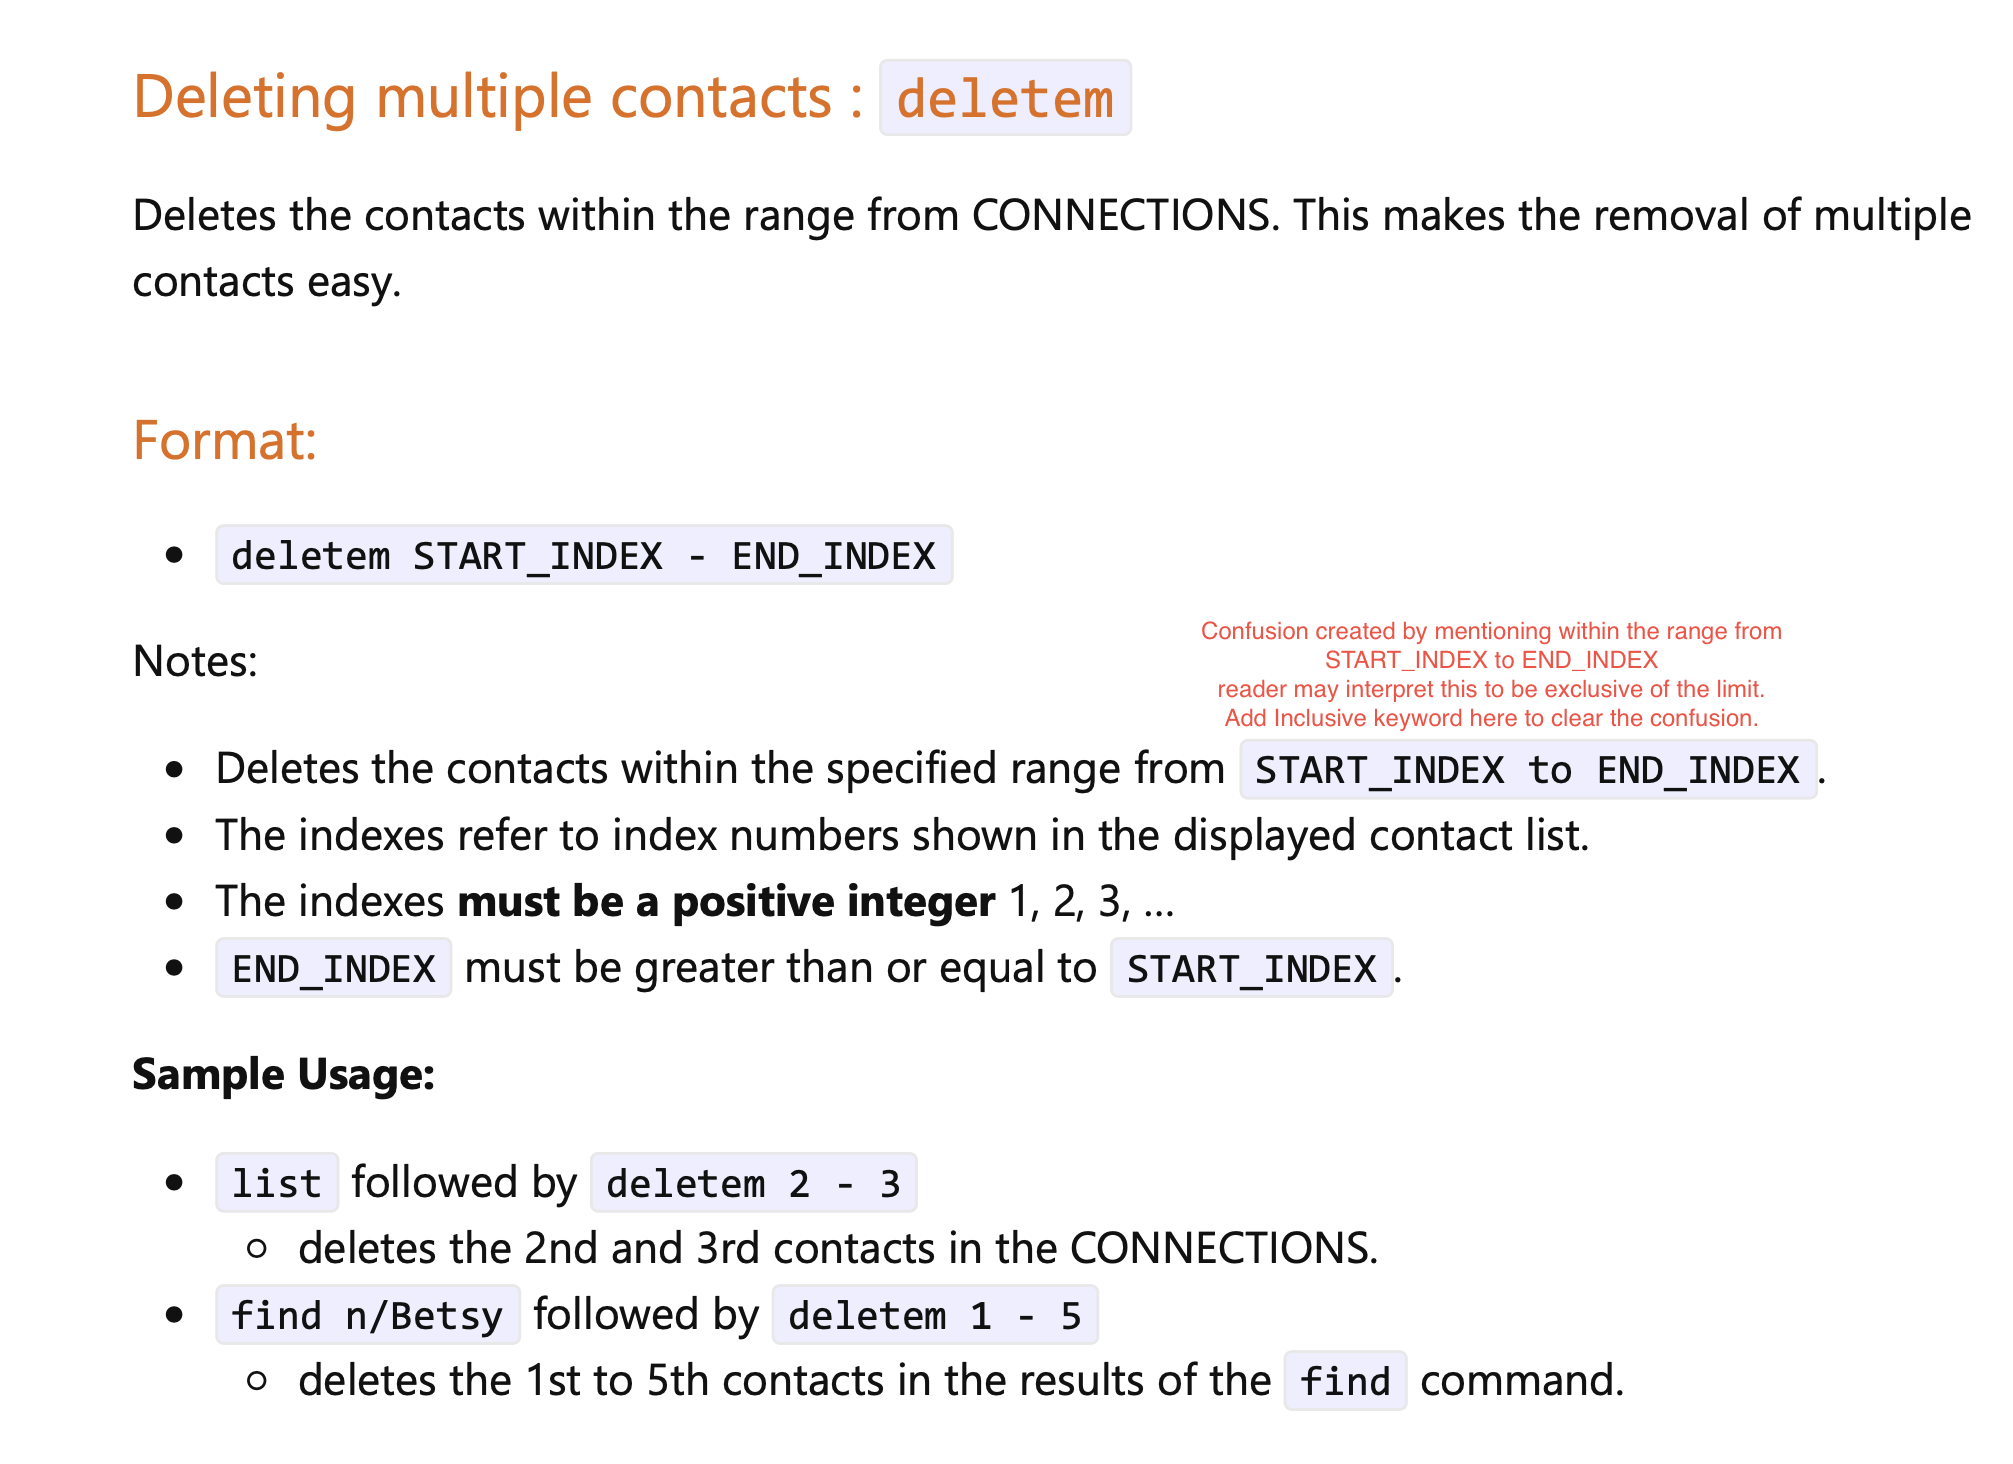 Deleting multiple contacts : deletem
Deletes the contacts within the range from CONNECTIONS. This makes the removal of multiple
contacts easy.
Format:
• deletem START_INDEX - END_INDEX
Notes:
Confusion created by mentioning within the range from
START_INDEX to END_INDEX
reader may interpret this to be exclusive of the limit.
Add Inclusive keyword here to clear the confusion.
• Deletes the contacts within the specified range from START_INDEX to END_INDEX.
• The indexes refer to index numbers shown in the displayed contact list.
• The indexes must be a positive integer 1, 2, 3, …
• END_INDEX must be greater than or equal to START_INDEX.
Sample Usage:
• list followed by deletem 2 - 3
○ deletes the 2nd and 3rd contacts in the CONNECTIONS.
• find n/Betsy followed by deletem 1 - 5
○ deletes the 1st to 5th contacts in the results of the find command.